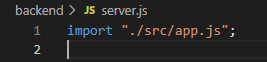 backend > JS server.js
1 import "./src/app.js";
2